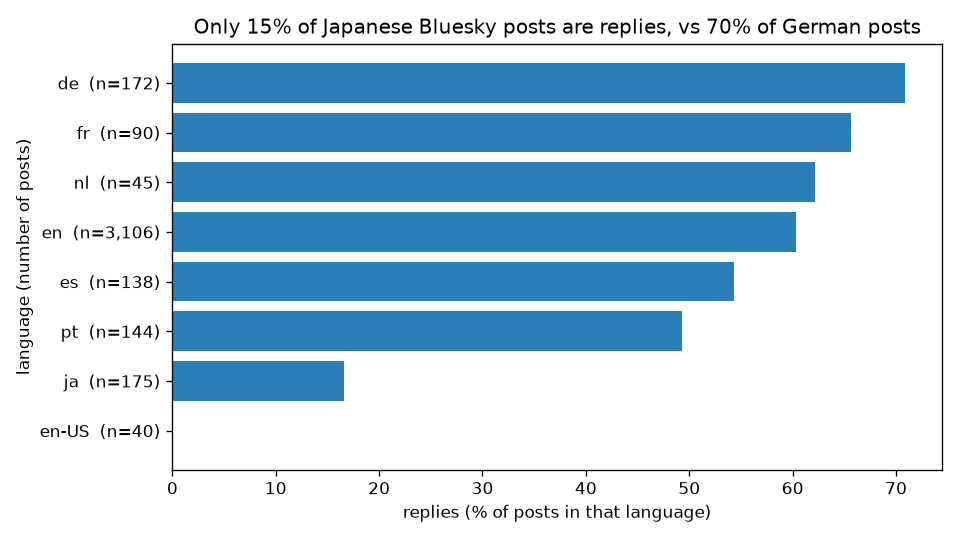 Only 15% of Japanese Bluesky posts are replies, vs 70% of German posts
language (number of posts)
de (n=172)
fr (n=90)
nl (n=45)
en (n=3,106)
es (n=138)
pt (n=144)
ja (n=175)
en-US (n=40)
0 10 20 30 40 50 60 70
replies (% of posts in that language)